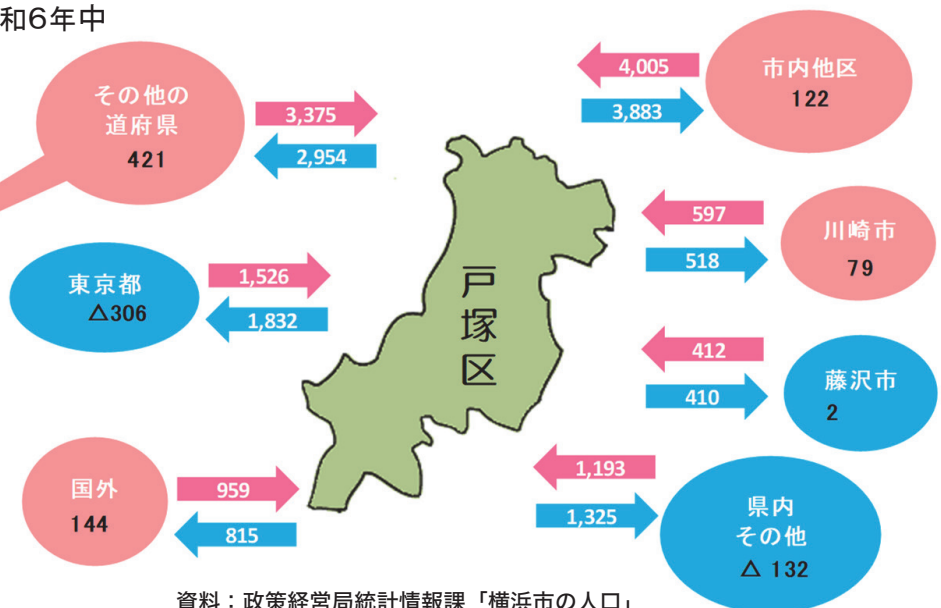 和6年中
その他の
道府県
421
3,375
2,954
4,005
3,883
市内他区
122
597
518
川崎市
79
東京都
△306
1,526
1,832
戸塚区
412
410
藤沢市
2
国外
144
959
815
1,193
1,325
県内
その他
△ 132
資料：政策経営局統計情報課「横浜市の人口」